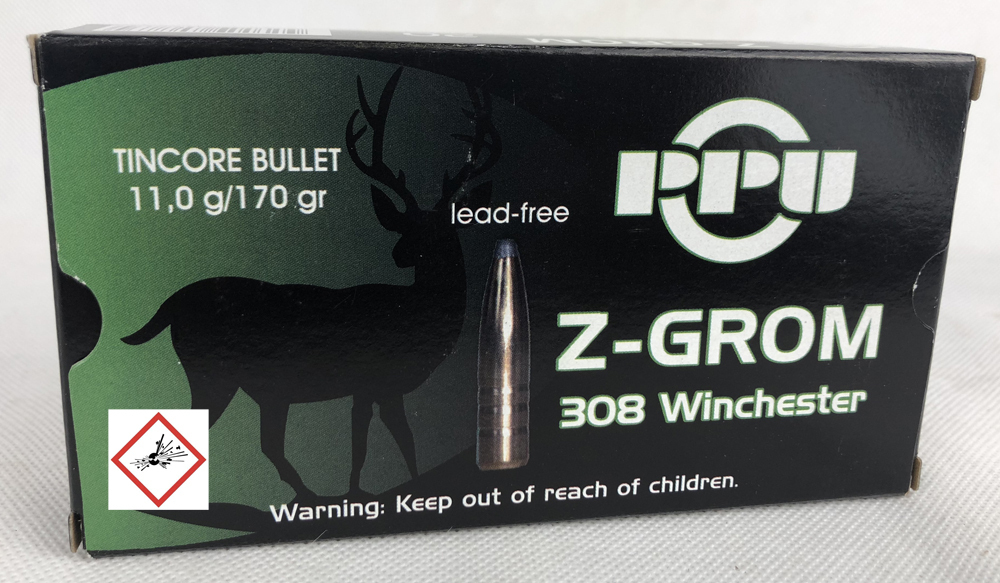 TINCORE BULLET
11,0 g/170 gr
lead-free
PPU
Z-GROM
308 Winchester
Warning: Keep out of reach of children.